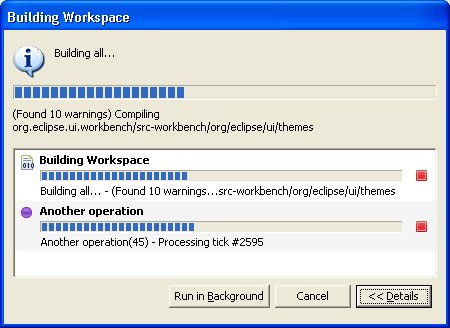 Building Workspace
Building all...
(Found 10 warnings) Compiling
org.eclipse.ui.workbench/src-workbench/org/eclipse/ui/themes
010
Building Workspace
Building all... - (Found 10 warnings...src-workbench/org/eclipse/ui/themes
Another operation
Another operation(45) - Processing tick #2595
Run in Background Cancel << Details